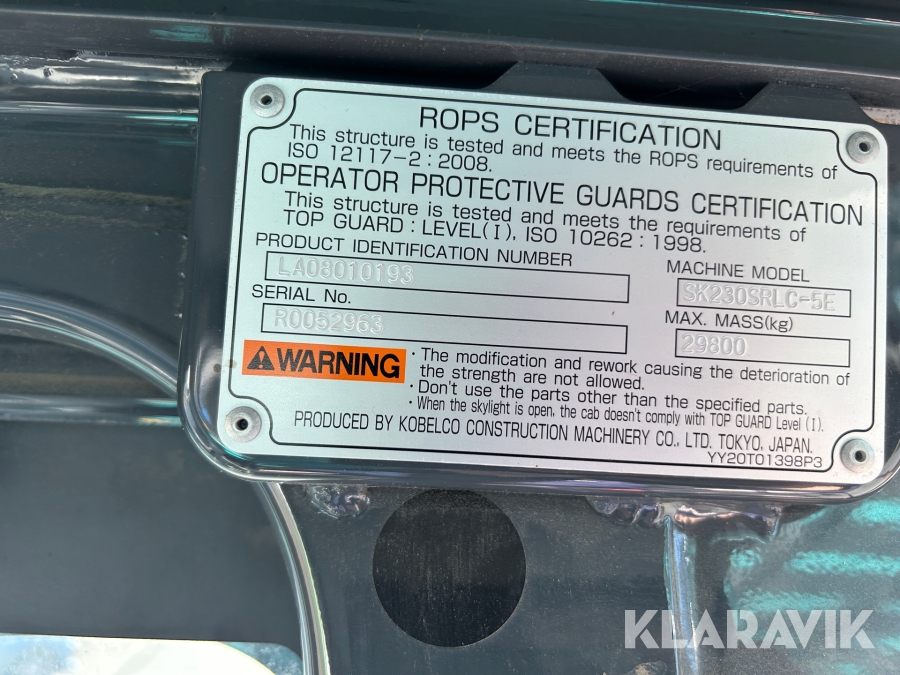 ROPS CERTIFICATION
This structure is tested and meets the ROPS requirements of
ISO 12117-2 : 2008.
OPERATOR PROTECTIVE GUARDS CERTIFICATION
This structure is tested and meets the requirements of
TOP GUARD : LEVEL(I), ISO 10262 : 1998.
PRODUCT IDENTIFICATION NUMBER
LA08010193
MACHINE MODEL
SK230SRLC-5E
SERIAL No.
R0052963
MAX. MASS(kg)
29800
WARNING
· The modification and rework causing the deterioration of
the strength are not allowed.
· Don't use the parts other than the specified parts.
· When the skylight is open, the cab doesn't comply with TOP GUARD Level (I).
PRODUCED BY KOBELCO CONSTRUCTION MACHINERY CO., LTD. TOKYO, JAPAN.
YY20T01398P3
KLARAVIK